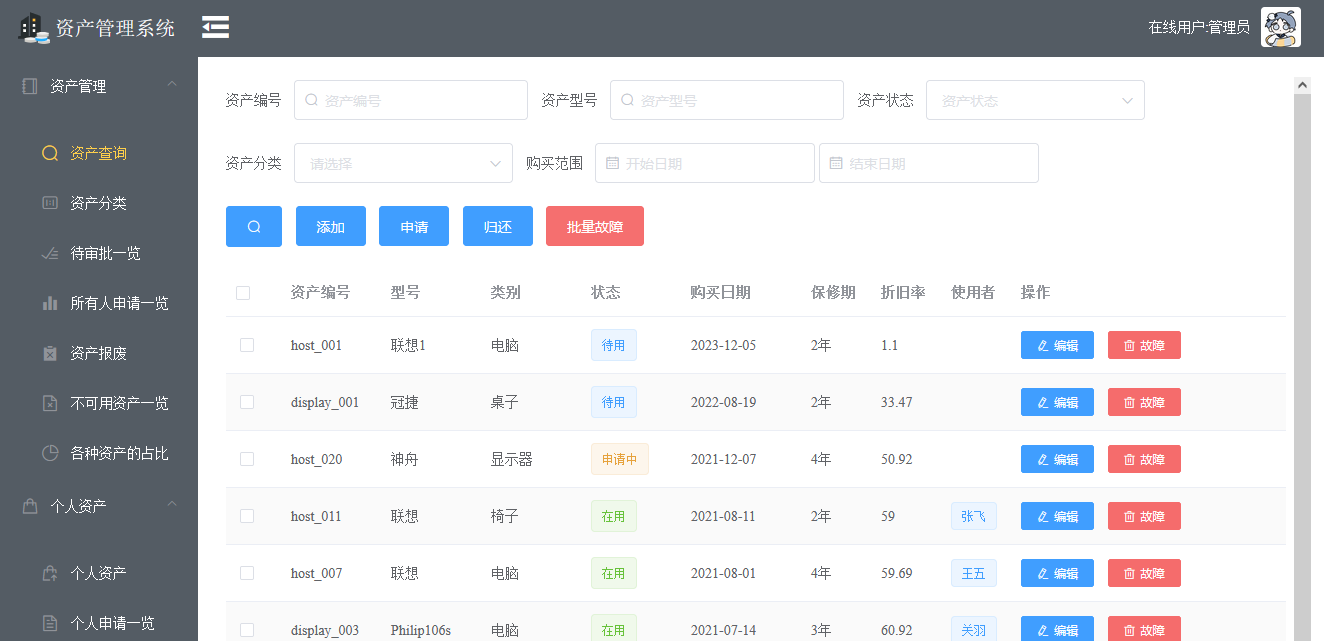 资产管理系统
在线用户:管理员
资产管理
资产查询
资产分类
待审批一览
所有人申请一览
资产报废
不可用资产一览
各种资产的占比
个人资产
个人资产
个人申请一览
资产编号 资产编号 资产型号 资产型号 资产状态 资产状态
资产分类 请选择 购买范围 开始日期 结束日期
添加 申请 归还 批量故障
资产编号 型号 类别 状态 购买日期 保修期 折旧率 使用者 操作
host_001 联想1 电脑 待用 2023-12-05 2年 1.1 编辑 故障
display_001 冠捷 桌子 待用 2022-08-19 2年 33.47 编辑 故障
host_020 神舟 显示器 申请中 2021-12-07 4年 50.92 编辑 故障
host_011 联想 椅子 在用 2021-08-11 2年 59 张飞 编辑 故障
host_007 联想 电脑 在用 2021-08-01 4年 59.69 王五 编辑 故障
display_003 Philip106s 电脑 在用 2021-07-14 3年 60.92 关羽 编辑 故障